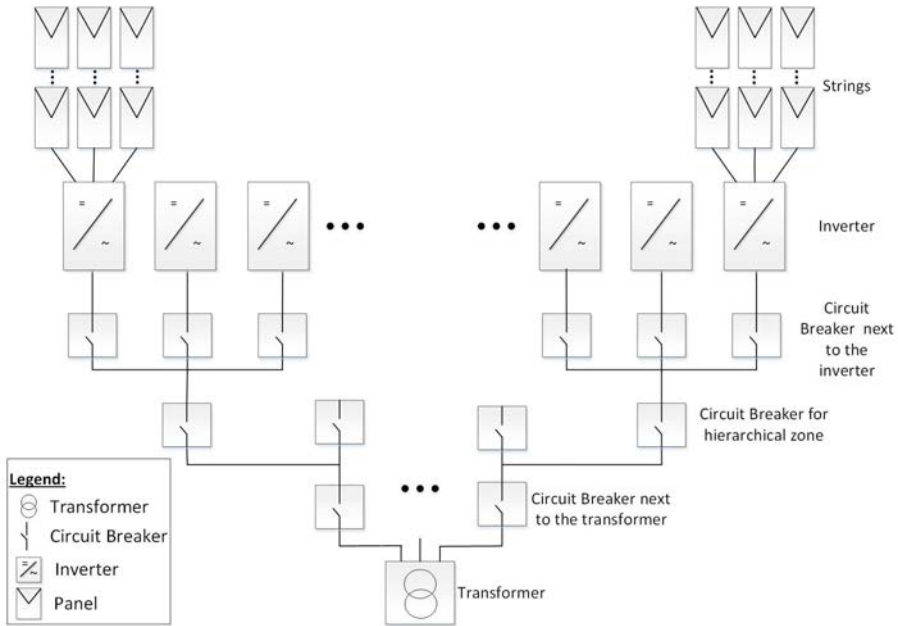 Strings
Inverter
Circuit
Breaker next
to the
inverter
Circuit Breaker for
hierarchical zone
Circuit Breaker next
to the transformer
Transformer
Legend:
Transformer
Circuit Breaker
Inverter
Panel